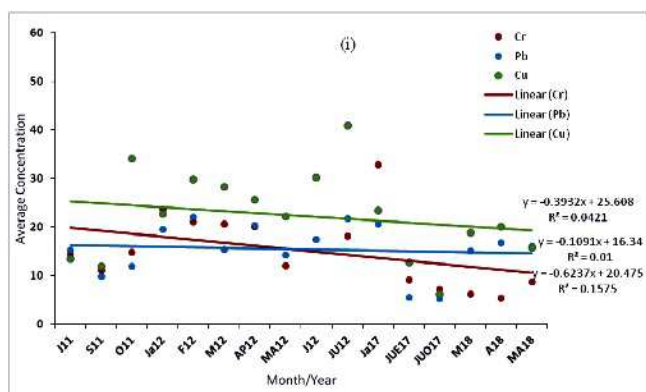 (i)
60
50
40
30
20
10
0
Average Concentration
Cr
Pb
Cu
Linear (Cr)
Linear (Pb)
Linear (Cu)
y = -0.3932x + 25.608
R² = 0.0421
y = -0.1091x + 16.34
R² = 0.01
y = -0.6237x + 20.475
R² = 0.1575
J11 S11 O11 Ja12 F12 M12 AP12 MA12 J12 JU12 Ja17 JUE17 JUO17 M18 A18 MA18
Month/Year